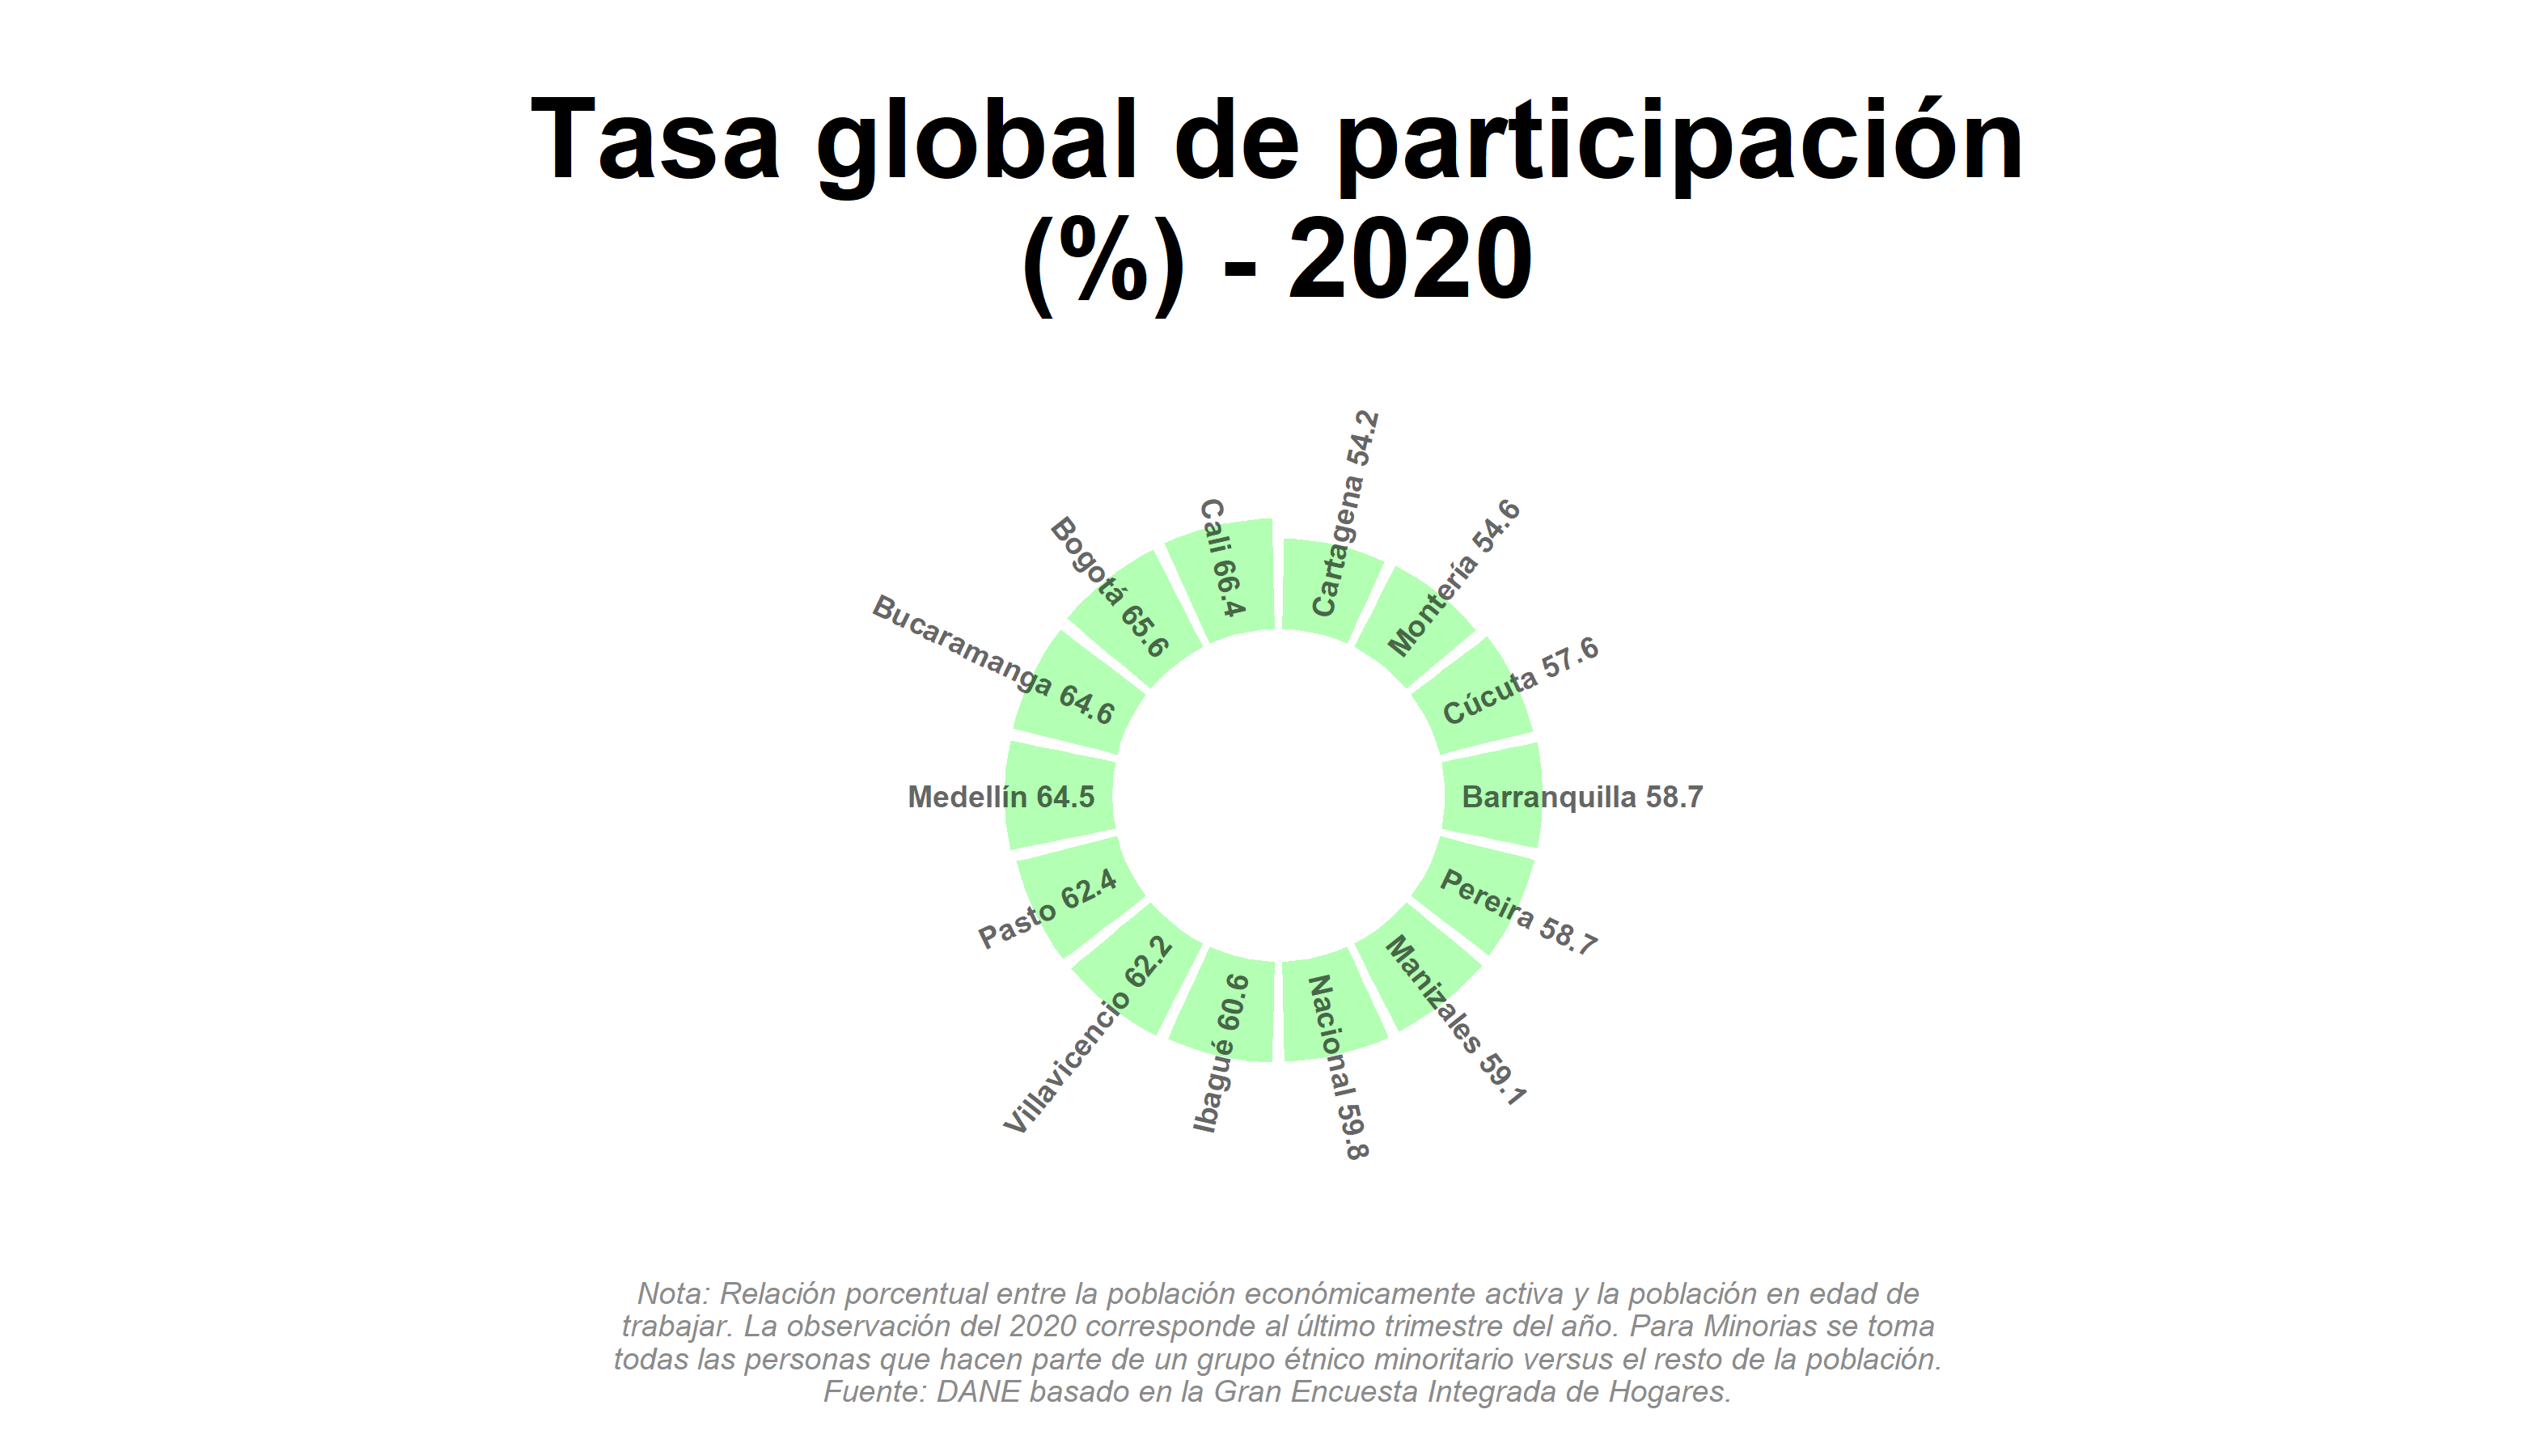 Tasa global de participación
(%) - 2020
Cartagena 54.2
Montería 54.6
Cúcuta 57.6
Barranquilla 58.7
Pereira 58.7
Manizales 59.1
Nacional 59.8
Ibagué 60.6
Villavicencio 62.2
Pasto 62.4
Medellín 64.5
Bucaramanga 64.6
Bogotá 65.6
Cali 66.4
Nota: Relación porcentual entre la población económicamente activa y la población en edad de
trabajar. La observación del 2020 corresponde al último trimestre del año. Para Minorias se toma
todas las personas que hacen parte de un grupo étnico minoritario versus el resto de la población.
Fuente: DANE basado en la Gran Encuesta Integrada de Hogares.